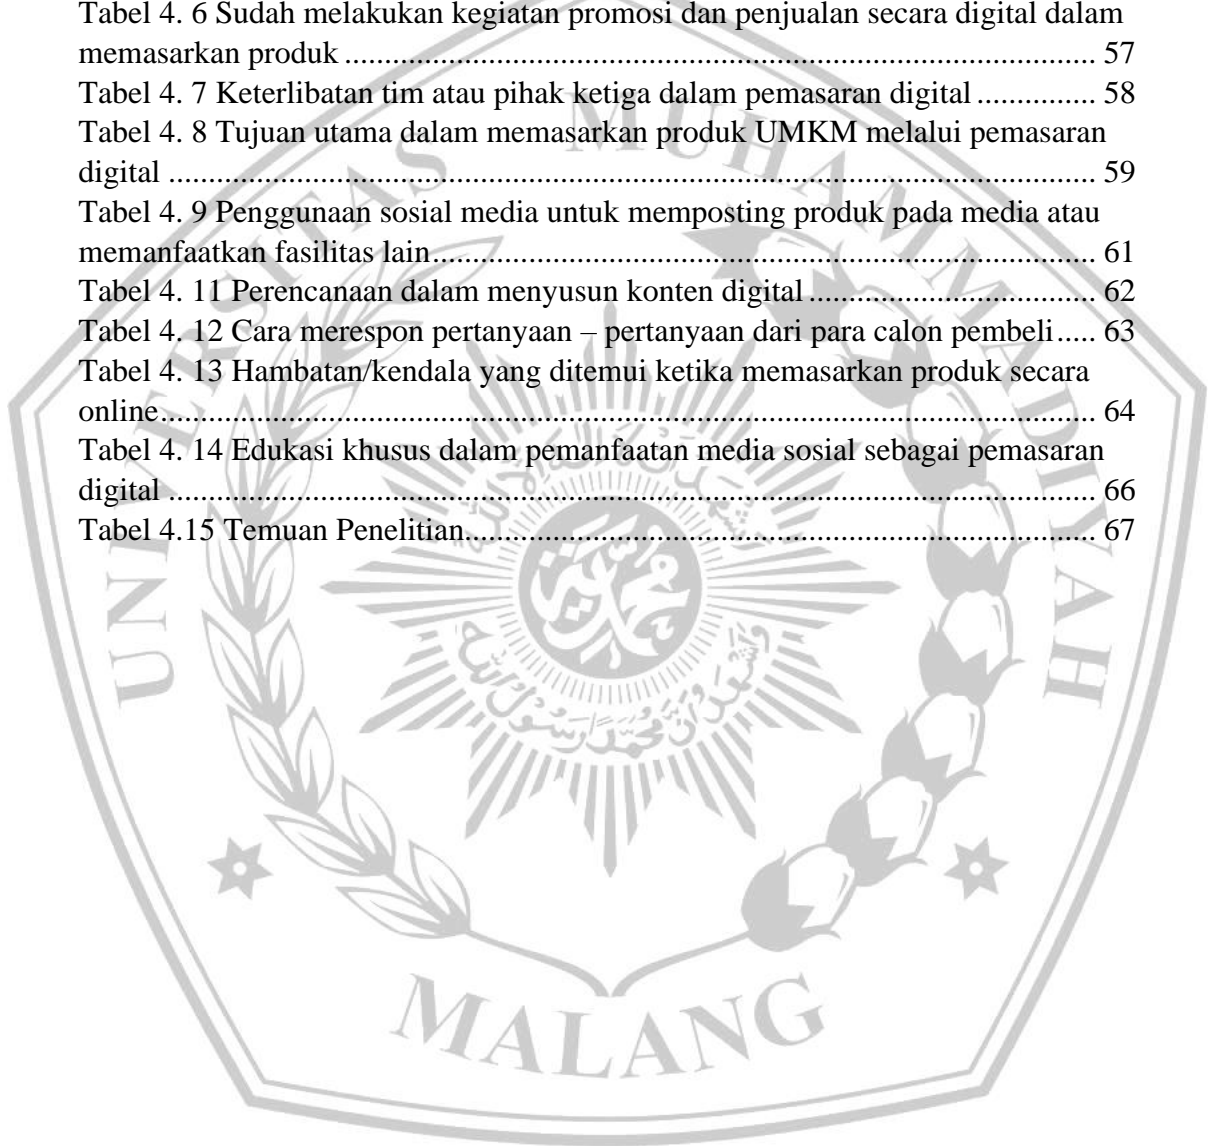 Tabel 4. 6 Sudah melakukan kegiatan promosi dan penjualan secara digital dalam
memasarkan produk ............................................................................................... 57
Tabel 4. 7 Keterlibatan tim atau pihak ketiga dalam pemasaran digital ............... 58
Tabel 4. 8 Tujuan utama dalam memasarkan produk UMKM melalui pemasaran
digital ..................................................................................................................... 59
Tabel 4. 9 Penggunaan sosial media untuk memposting produk pada media atau
memanfaatkan fasilitas lain.................................................................................... 61
Tabel 4. 11 Perencanaan dalam menyusun konten digital .................................... 62
Tabel 4. 12 Cara merespon pertanyaan – pertanyaan dari para calon pembeli ..... 63
Tabel 4. 13 Hambatan/kendala yang ditemui ketika memasarkan produk secara
online...................................................................................................................... 64
Tabel 4. 14 Edukasi khusus dalam pemanfaatan media sosial sebagai pemasaran
digital ..................................................................................................................... 66
Tabel 4.15 Temuan Penelitian................................................................................ 67
UNIVERSITAS MUHAMMADIYAH
MALANG